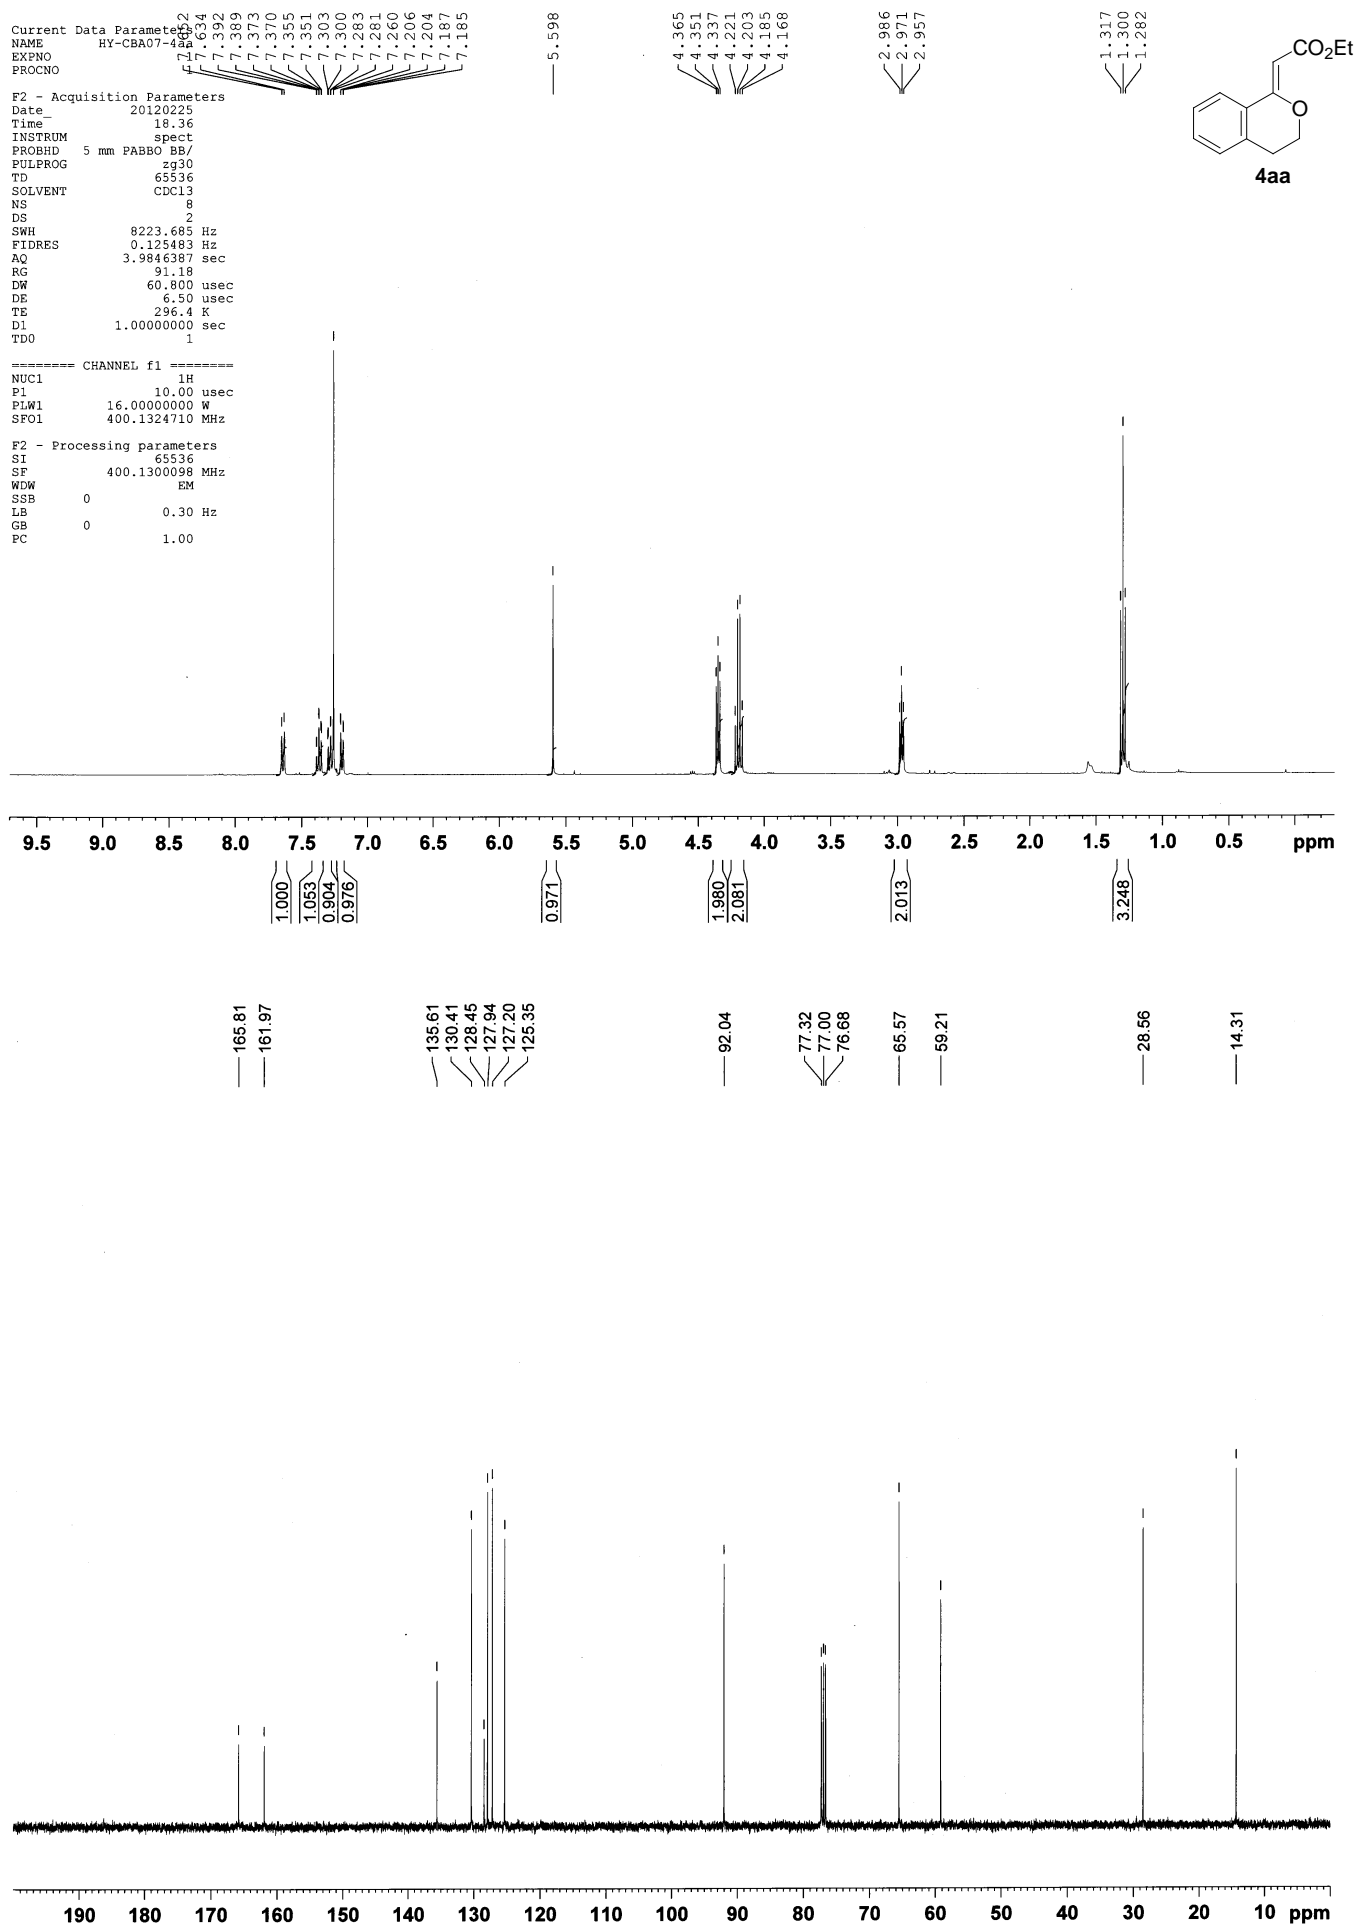 Current Data Parameters
NAME HY-CBA07-4aa
EXPNO 1
PROCNO 1
F2 - Acquisition Parameters
Date_ 20120225
Time 18.36
INSTRUM spect
PROBHD 5 mm PABBO BB/
PULPROG zg30
TD 65536
SOLVENT CDCl3
NS 8
DS 2
SWH 8223.685 Hz
FIDRES 0.125483 Hz
AQ 3.9846387 sec
RG 91.18
DW 60.800 usec
DE 6.50 usec
TE 296.4 K
D1 1.00000000 sec
TD0 1
======== CHANNEL f1 ========
NUC1 1H
P1 10.00 usec
PLW1 16.00000000 W
SFO1 400.1324710 MHz
F2 - Processing parameters
SI 65536
SF 400.1300098 MHz
WDW EM
SSB 0
LB 0.30 Hz
GB 0
PC 1.00
7.652
7.634
7.392
7.389
7.373
7.370
7.355
7.351
7.303
7.300
7.283
7.281
7.260
7.206
7.204
7.187
7.185
5.598
4.365
4.351
4.337
4.221
4.203
4.185
4.168
2.986
2.971
2.957
1.317
1.300
1.282
CO2Et
O
4aa
9.5 9.0 8.5 8.0 7.5 7.0 6.5 6.0 5.5 5.0 4.5 4.0 3.5 3.0 2.5 2.0 1.5 1.0 0.5 ppm
1.000
1.053
0.904
0.976
0.971
1.980
2.081
2.013
3.248
165.81
161.97
135.61
130.41
128.45
127.94
127.20
125.35
92.04
77.32
77.00
76.68
65.57
59.21
28.56
14.31
190 180 170 160 150 140 130 120 110 100 90 80 70 60 50 40 30 20 10 ppm